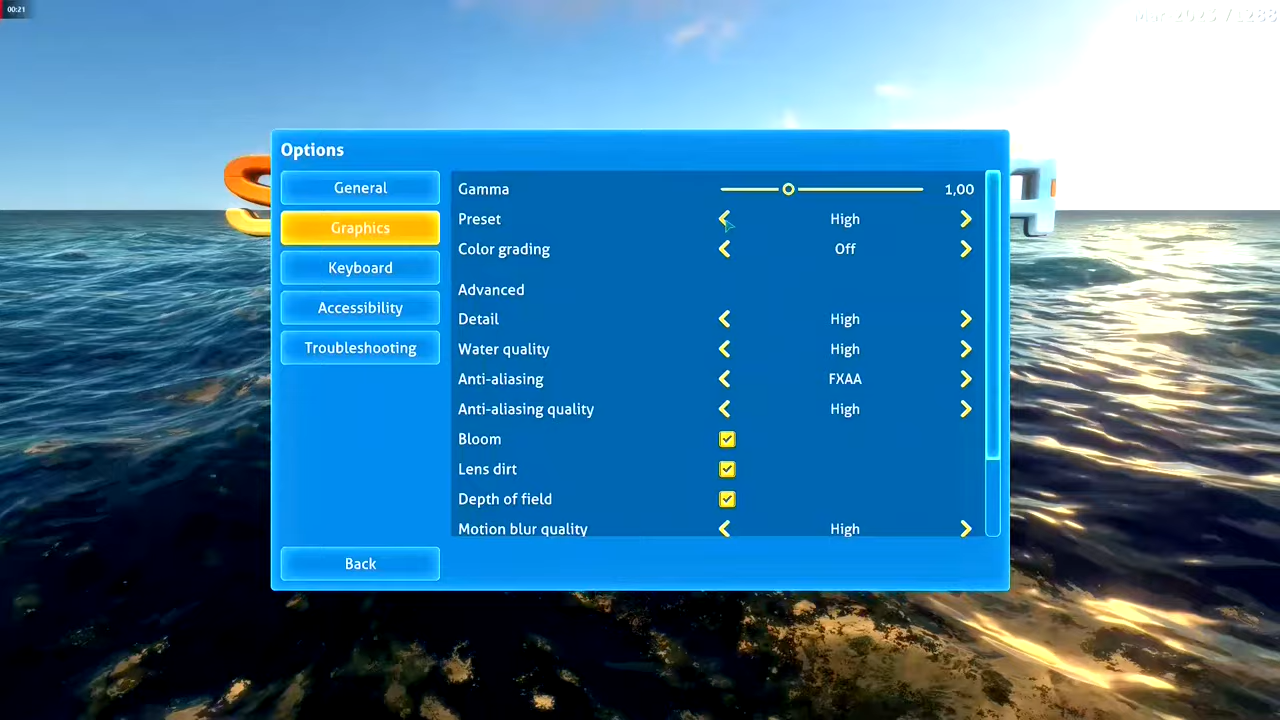 00:21
Options
General
Graphics
Keyboard
Accessibility
Troubleshooting
Back
Gamma 1,00
Preset High
Color grading Off
Advanced
Detail High
Water quality High
Anti-aliasing FXAA
Anti-aliasing quality High
Bloom
Lens dirt
Depth of field
Motion blur quality High